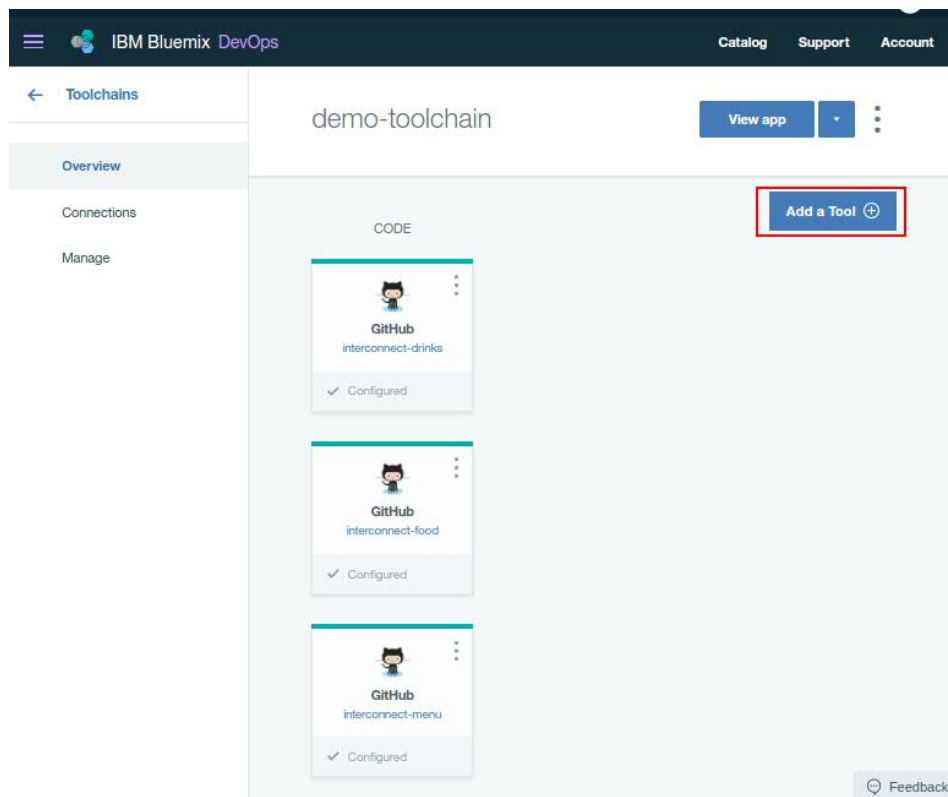 IBM Bluemix DevOps
Catalog
Support
Account
Toolchains
demo-toolchain
View app
Overview
Connections
Manage
Add a Tool
CODE
GitHub
interconnect-drinks
Configured
GitHub
interconnect-food
Configured
GitHub
interconnect-menu
Configured
Feedback